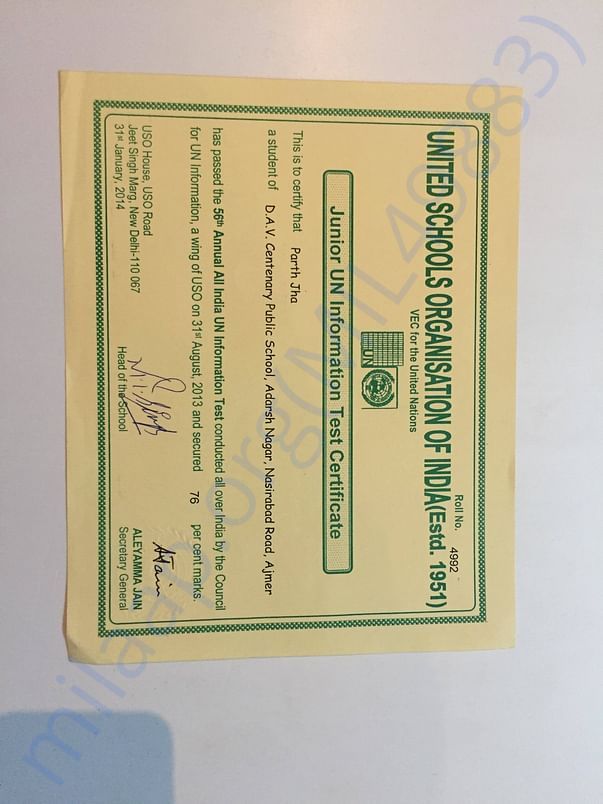 Roll No. 4992
UNITED SCHOOLS ORGANISATION OF INDIA(Estd. 1951)
VEC for the United Nations
UN
Junior UN Information Test Certificate
This is to certify that Parth Jha
a student of D.A.V. Centenary Public School, Adarsh Nagar, Nasirabad Road, Ajmer
has passed the 56th Annual All India UN Information Test conducted all over India by the Council
for UN Information, a wing of USO on 31st August, 2013 and secured 76 per cent marks.
USO House, USO Road
Jeet Singh Marg, New Delhi-110 067
31st January, 2014
Head of the School
AJain
ALEYAMMA JAIN
Secretary General
milaap.org(MIL49883)